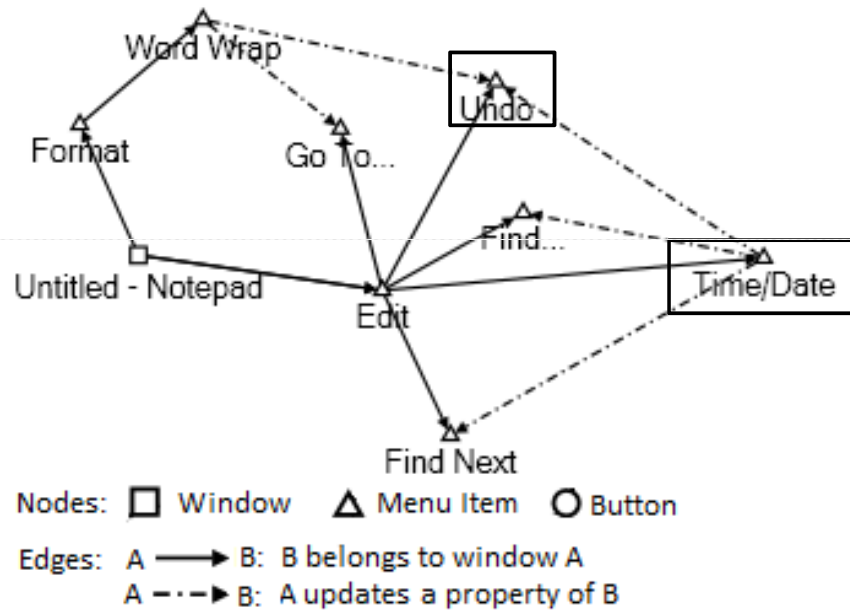 Word Wrap
Undo
Format
Go To...
Find...
Untitled - Notepad
Time/Date
Edit
Find Next
Nodes: Window Menu Item Button
Edges: A B: B belongs to window A
A B: A updates a property of B